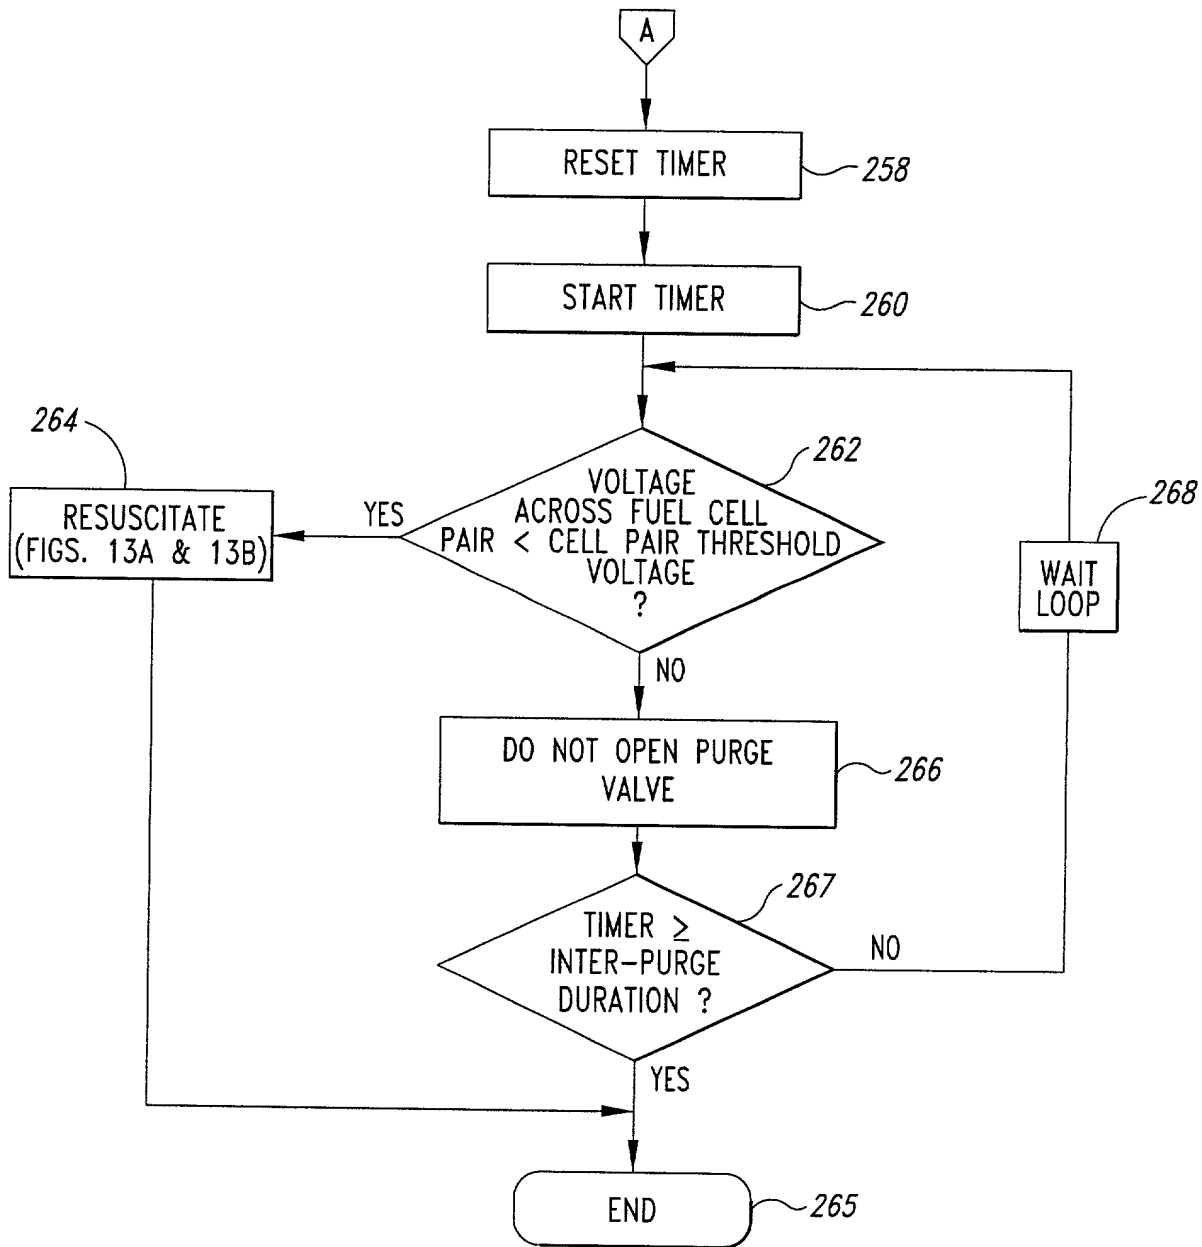 A
RESET TIMER
258
START TIMER
260
264
262
VOLTAGE
ACROSS FUEL CELL
PAIR < CELL PAIR THRESHOLD
VOLTAGE
?
YES
RESUSCITATE
(FIGS. 13A & 13B)
268
WAIT
LOOP
NO
DO NOT OPEN PURGE
VALVE
266
267
TIMER ≥
INTER-PURGE
DURATION ?
NO
YES
END
265